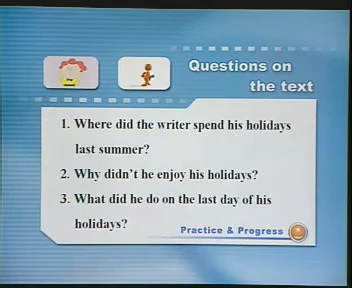 Questions on
the text
1. Where did the writer spend his holidays
last summer?
2. Why didn't he enjoy his holidays?
3. What did he do on the last day of his
holidays?
Practice & Progress